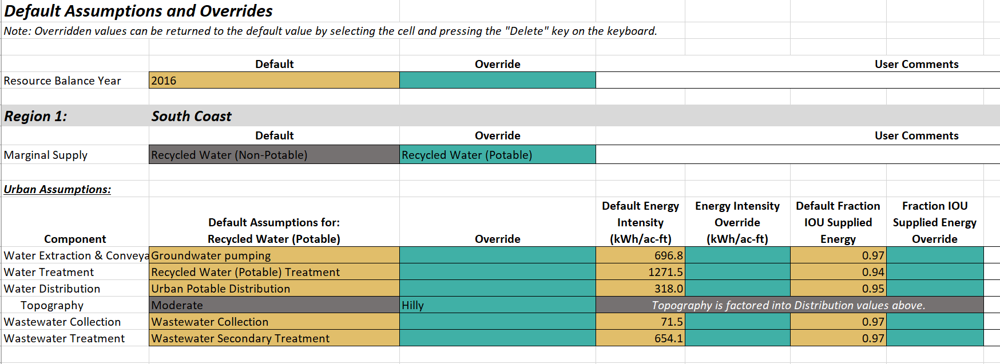 Default Assumptions and Overrides
Note: Overridden values can be returned to the default value by selecting the cell and pressing the "Delete" key on the keyboard.
Default Override User Comments
Resource Balance Year 2016
Region 1: South Coast
Default Override User Comments
Marginal Supply Recycled Water (Non-Potable) Recycled Water (Potable)
Urban Assumptions:
Component
Default Assumptions for:
Recycled Water (Potable)
Override
Default Energy
Intensity
(kWh/ac-ft)
Energy Intensity
Override
(kWh/ac-ft)
Default Fraction
IOU Supplied
Energy
Fraction IOU
Supplied Energy
Override
Water Extraction & Conveya Groundwater pumping 696.8 0.97
Water Treatment Recycled Water (Potable) Treatment 1271.5 0.94
Water Distribution Urban Potable Distribution 318.0 0.95
Topography Moderate Hilly Topography is factored into Distribution values above.
Wastewater Collection Wastewater Collection 71.5 0.97
Wastewater Treatment Wastewater Secondary Treatment 654.1 0.97